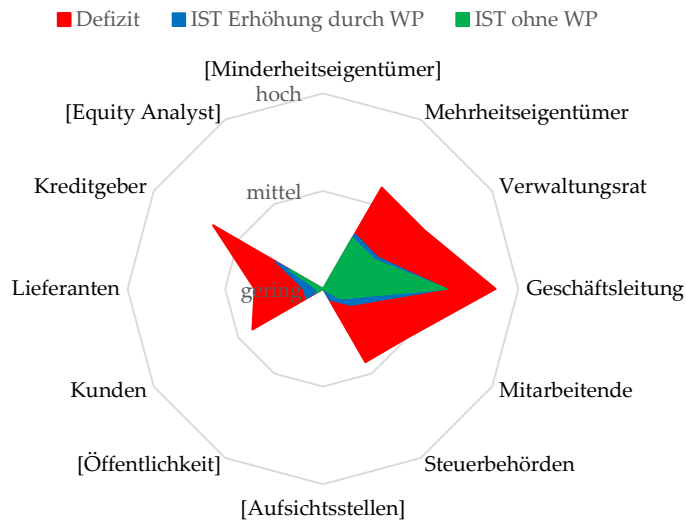 Defizit IST Erhöhung durch WP IST ohne WP
[Minderheitseigentümer]
hoch
[Equity Analyst] Mehrheitseigentümer
Kreditgeber mittel Verwaltungsrat
Lieferanten gering Geschäftsleitung
Kunden Mitarbeitende
[Öffentlichkeit] Steuerbehörden
[Aufsichtsstellen]